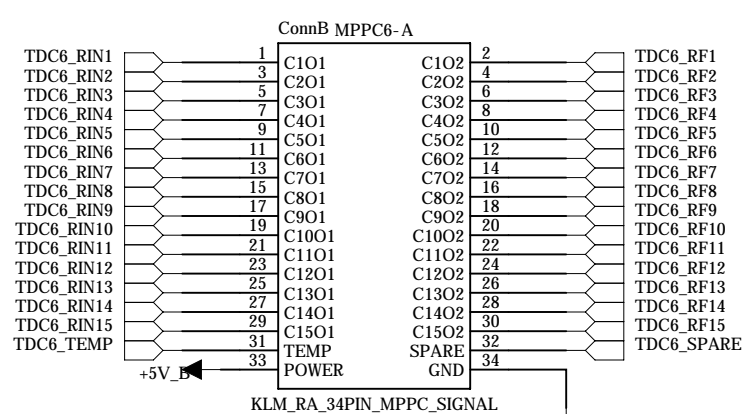 ConnB MPPC6-A
TDC6_RIN1 1 C1O1 C1O2 2 TDC6_RF1
TDC6_RIN2 3 C2O1 C2O2 4 TDC6_RF2
TDC6_RIN3 5 C3O1 C3O2 6 TDC6_RF3
TDC6_RIN4 7 C4O1 C4O2 8 TDC6_RF4
TDC6_RIN5 9 C5O1 C5O2 10 TDC6_RF5
TDC6_RIN6 11 C6O1 C6O2 12 TDC6_RF6
TDC6_RIN7 13 C7O1 C7O2 14 TDC6_RF7
TDC6_RIN8 15 C8O1 C8O2 16 TDC6_RF8
TDC6_RIN9 17 C9O1 C9O2 18 TDC6_RF9
TDC6_RIN10 19 C10O1 C10O2 20 TDC6_RF10
TDC6_RIN11 21 C11O1 C11O2 22 TDC6_RF11
TDC6_RIN12 23 C12O1 C12O2 24 TDC6_RF12
TDC6_RIN13 25 C13O1 C13O2 26 TDC6_RF13
TDC6_RIN14 27 C14O1 C14O2 28 TDC6_RF14
TDC6_RIN15 29 C15O1 C15O2 30 TDC6_RF15
TDC6_TEMP 31 TEMP SPARE 32 TDC6_SPARE
+5V_B 33 POWER GND 34
KLM_RA_34PIN_MPPC_SIGNAL